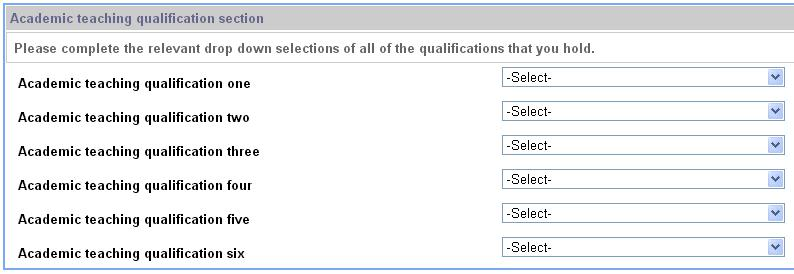 Academic teaching qualification section
Please complete the relevant drop down selections of all of the qualifications that you hold.
Academic teaching qualification one -Select-
Academic teaching qualification two -Select-
Academic teaching qualification three -Select-
Academic teaching qualification four -Select-
Academic teaching qualification five -Select-
Academic teaching qualification six -Select-